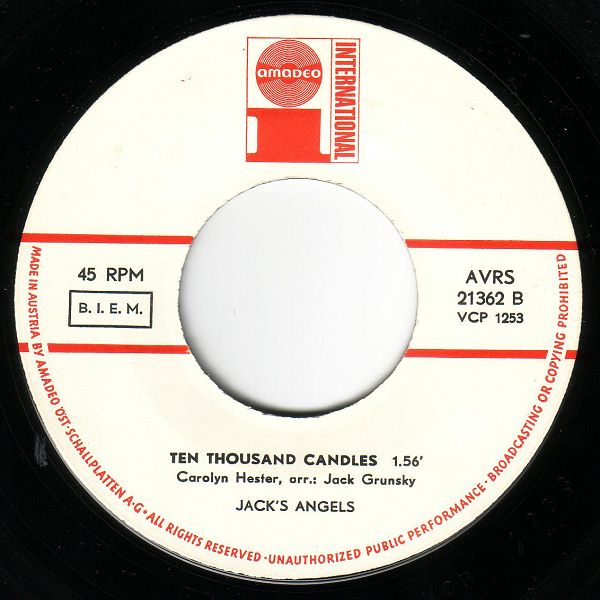 amadeo
INTERNATIONAL
45 RPM
B. I. E. M.
AVRS
21362 B
VCP 1253
TEN THOUSAND CANDLES 1.56'
Carolyn Hester, arr.: Jack Grunsky
JACK'S ANGELS
MADE IN AUSTRIA BY AMADEO ÖST. SCHALLPLATTEN A·G· • ALL RIGHTS RESERVED · UNAUTHORIZED PUBLIC PERFORMANCE · BROADCASTING OR COPYING PROHIBITED